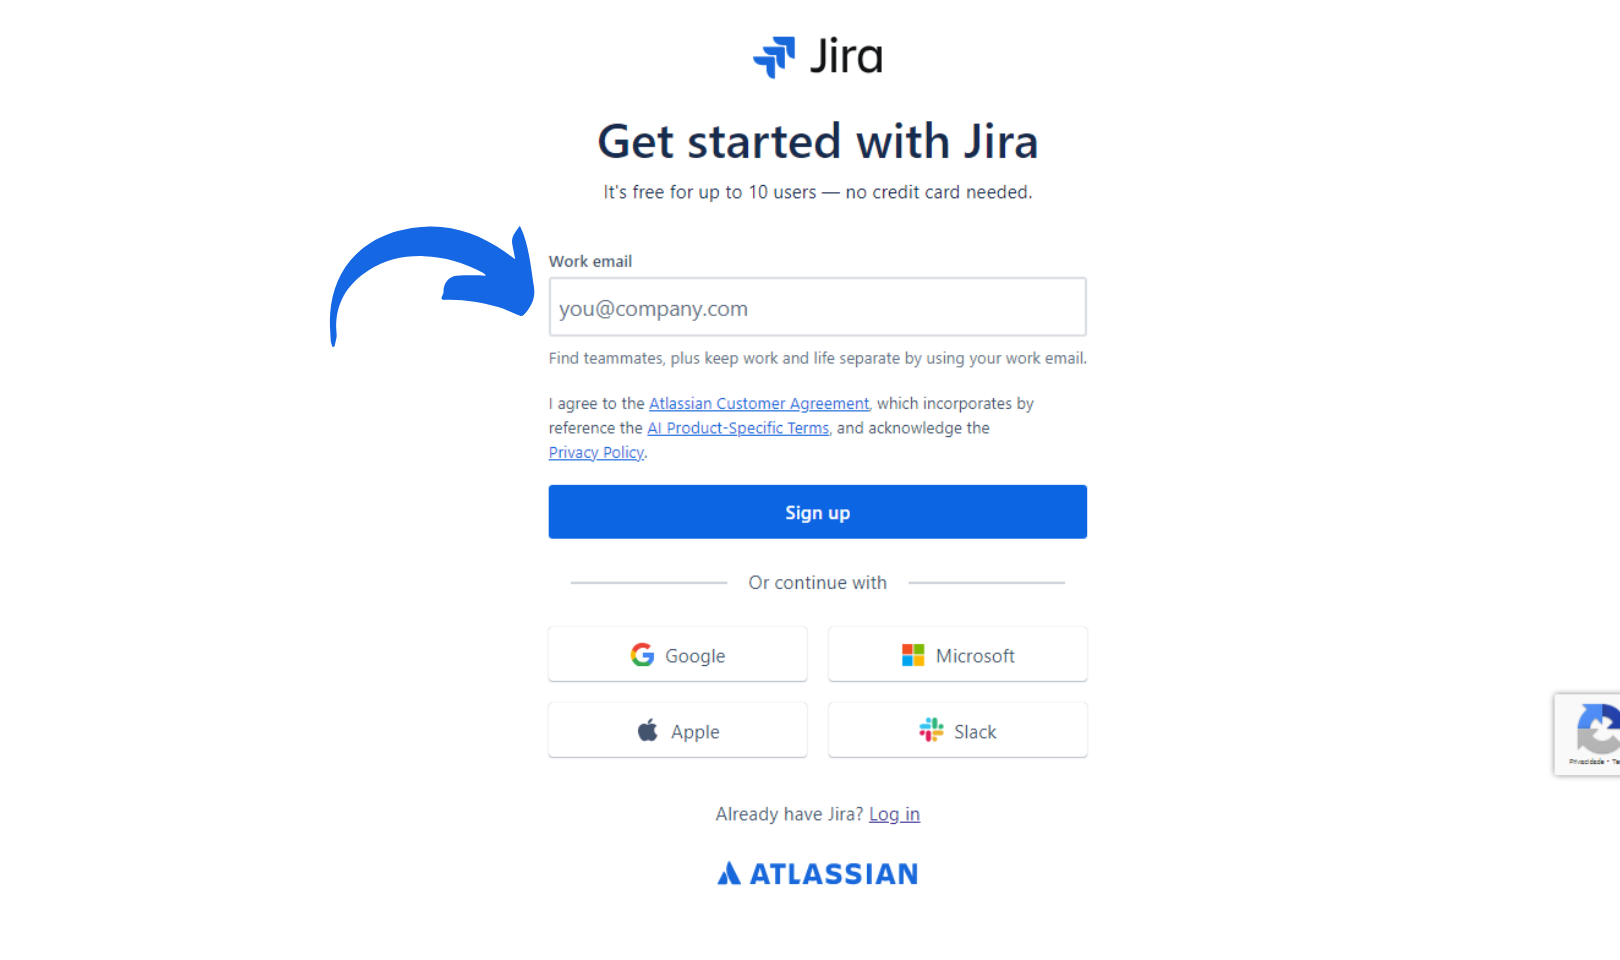 Jira
Get started with Jira
It's free for up to 10 users — no credit card needed.
Work email
you@company.com
Find teammates, plus keep work and life separate by using your work email.
I agree to the Atlassian Customer Agreement, which incorporates by
reference the AI Product-Specific Terms, and acknowledge the
Privacy Policy.
Sign up
Or continue with
Google
Microsoft
Apple
Slack
Privacidade •
Already have Jira? Log in
ATLASSIAN